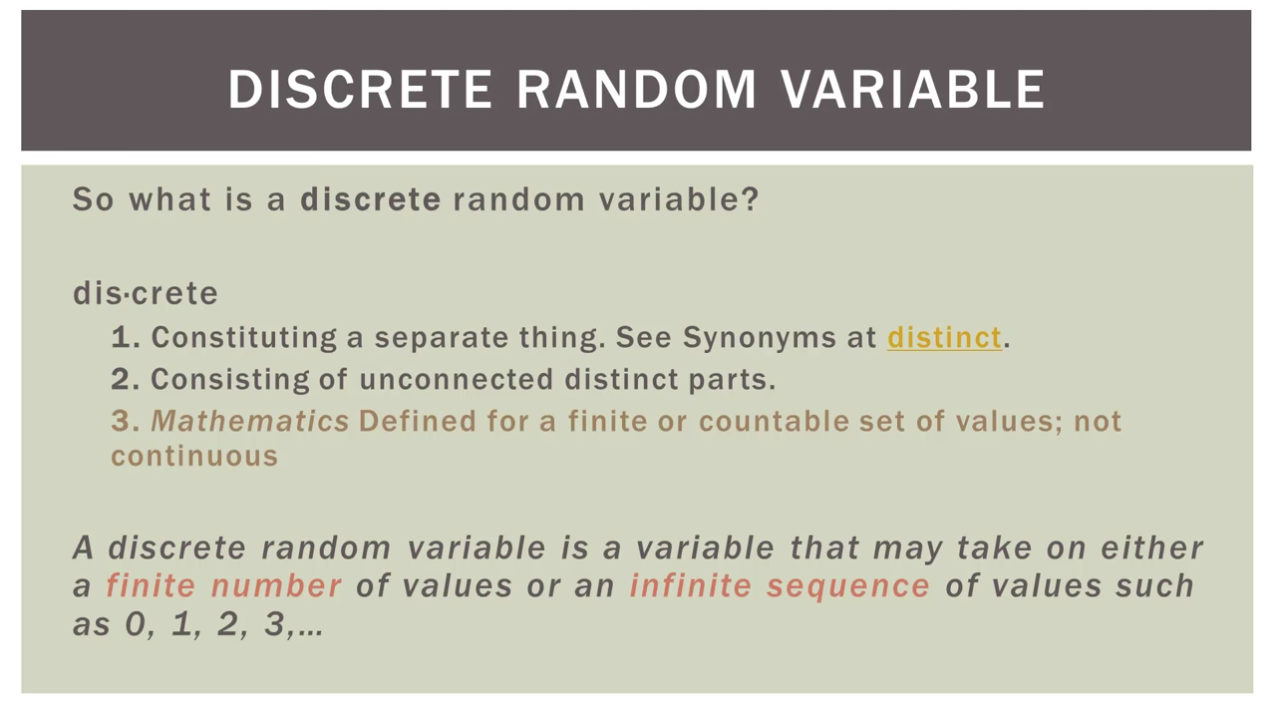 DISCRETE RANDOM VARIABLE
So what is a discrete random variable?
dis·crete
1. Constituting a separate thing. See Synonyms at distinct.
2. Consisting of unconnected distinct parts.
3. Mathematics Defined for a finite or countable set of values; not
continuous
A discrete random variable is a variable that may take on either
a finite number of values or an infinite sequence of values such
as 0, 1, 2, 3,...